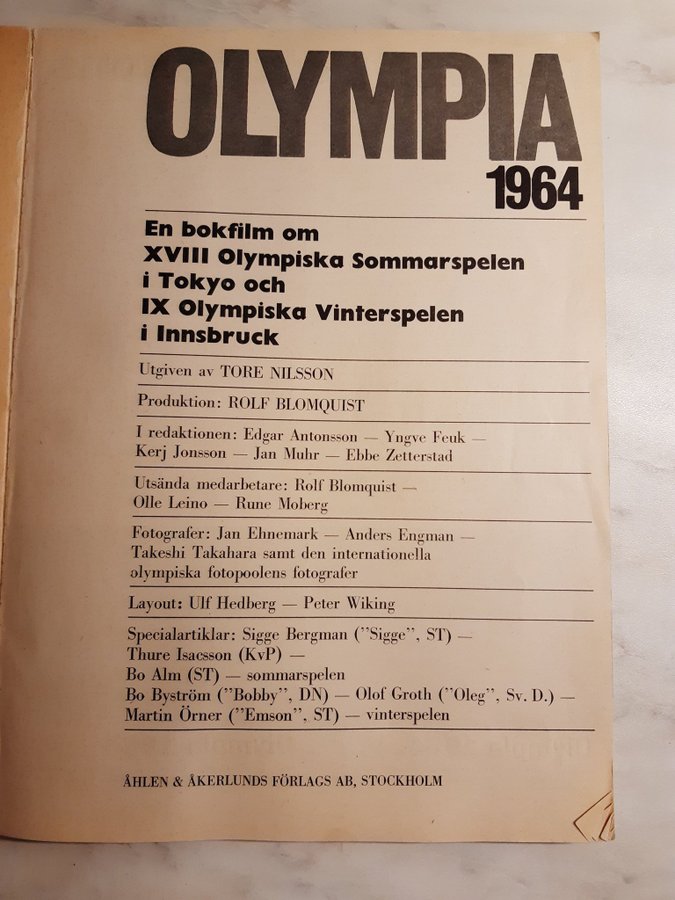 OLYMPIA
1964
En bokfilm om
XVIII Olympiska Sommarspelen
i Tokyo och
IX Olympiska Vinterspelen
i Innsbruck
Utgiven av TORE NILSSON
Produktion: ROLF BLOMQUIST
I redaktionen: Edgar Antonsson — Yngve Feuk —
Kerj Jonsson — Jan Muhr — Ebbe Zetterstad
Utsända medarbetare: Rolf Blomquist —
Olle Leino — Rune Moberg
Fotografer: Jan Ehnemark — Anders Engman —
Takeshi Takahara samt den internationella
olympiska fotopoolens fotografer
Layout: Ulf Hedberg — Peter Wiking
Specialartiklar: Sigge Bergman ("Sigge", ST) —
Thure Isacsson (KvP) —
Bo Alm (ST) — sommarspelen
Bo Byström ("Bobby", DN) — Olof Groth ("Oleg", Sv. D.) —
Martin Örner ("Emson", ST) — vinterspelen
ÅHLEN & ÅKERLUNDS FÖRLAGS AB, STOCKHOLM